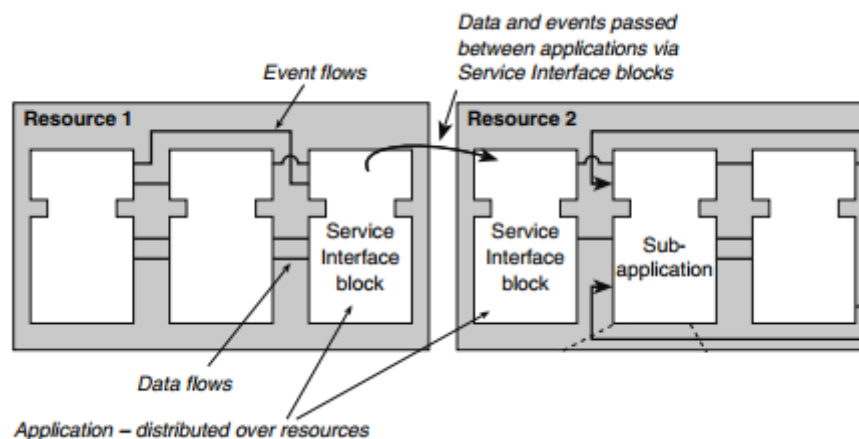 Data and events passed
between applications via
Service Interface blocks
Event flows
Resource 1
Resource 2
Service
Interface
block
Service
Interface
block
Sub-
application
Data flows
Application – distributed over resources